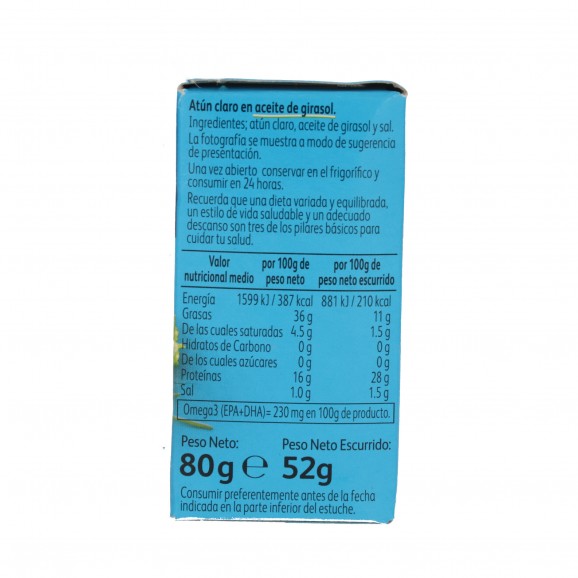 Atún claro en aceite de girasol.
Ingredientes; atún claro, aceite de girasol y sal.
La fotografía se muestra a modo de sugerencia
de presentación.
Una vez abierto conservar en el frigorífico y
consumir en 24 horas.
Recuerda que una dieta variada y equilibrada,
un estilo de vida saludable y un adecuado
descanso son tres de los pilares básicos para
cuidar tu salud.
Valor por 100g de por 100g de
nutricional medio peso neto peso neto escurrido
Energía 1599 kJ / 387 kcal 881 kJ / 210 kcal
Grasas 36 g 11 g
De las cuales saturadas 4.5 g 1.5 g
Hidratos de Carbono 0 g 0 g
De los cuales azúcares 0 g 0 g
Proteínas 16 g 28 g
Sal 1.0 g 1.5 g
Omega3 (EPA+DHA)= 230 mg en 100g de producto.
Peso Neto: Peso Neto Escurrido:
80g ℮ 52g
Consumir preferentemente antes de la fecha
indicada en la parte inferior del estuche.